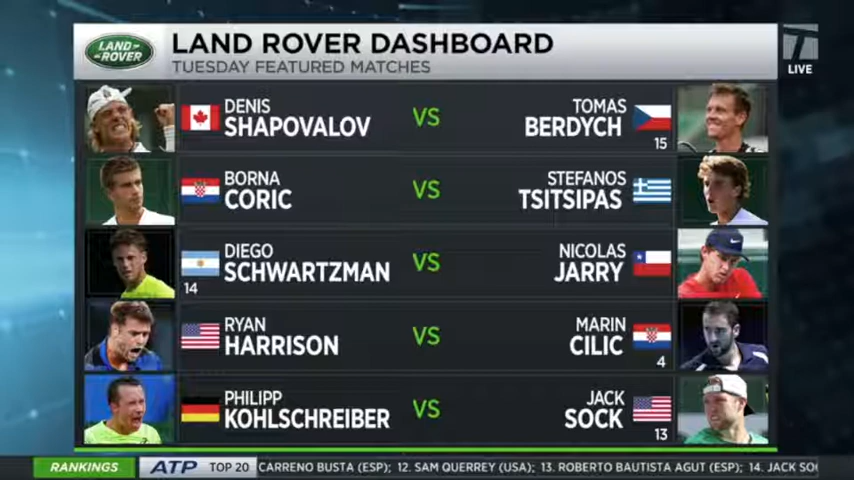 LAND ROVER
LAND ROVER DASHBOARD
TUESDAY FEATURED MATCHES
LIVE
DENIS SHAPOVALOV VS TOMAS BERDYCH 15
BORNA CORIC VS STEFANOS TSITSIPAS
14 DIEGO SCHWARTZMAN VS NICOLAS JARRY
RYAN HARRISON VS MARIN CILIC 4
PHILIPP KOHLSCHREIBER VS JACK SOCK 13
RANKINGS ATP TOP 20 CARRENO BUSTA (ESP); 12. SAM QUERREY (USA); 13. ROBERTO BAUTISTA AGUT (ESP); 14. JACK SO